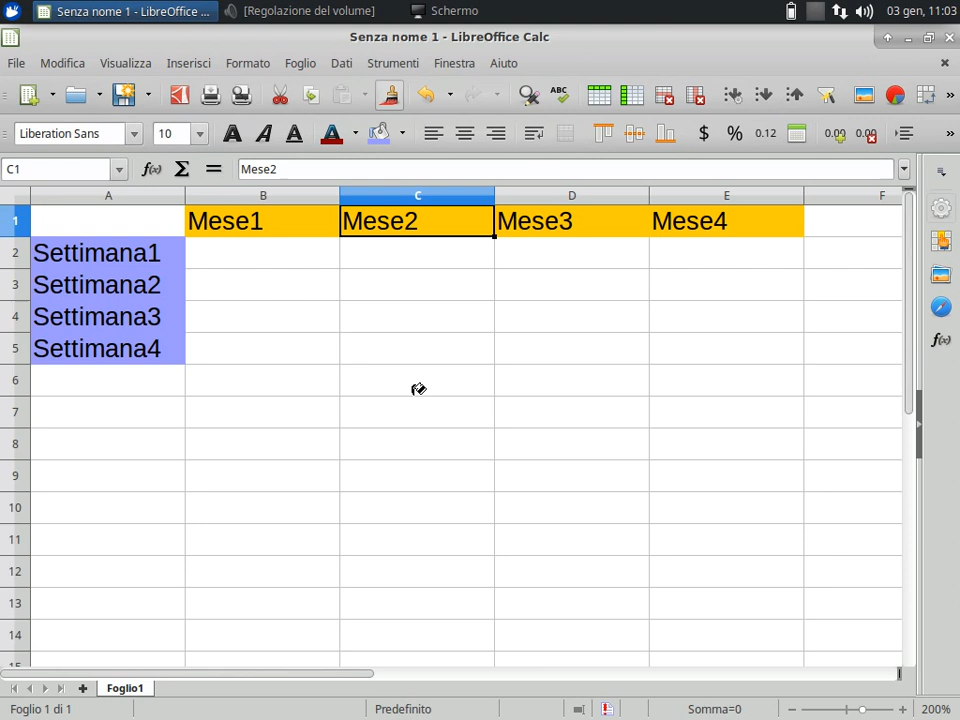 Senza nome 1 - LibreOffice ... [Regolazione del volume] Schermo 03 gen, 11:03
Senza nome 1 - LibreOffice Calc
File Modifica Visualizza Inserisci Formato Foglio Dati Strumenti Finestra Aiuto
ABC
Liberation Sans 10 $ % 0.12 0.00 0.00
C1 Mese2
A B C D E F
1 Mese1 Mese2 Mese3 Mese4
2 Settimana1
3 Settimana2
4 Settimana3
5 Settimana4
6
7
8
9
10
11
12
13
14
15
Foglio1
Foglio 1 di 1 Predefinito Somma=0 200%